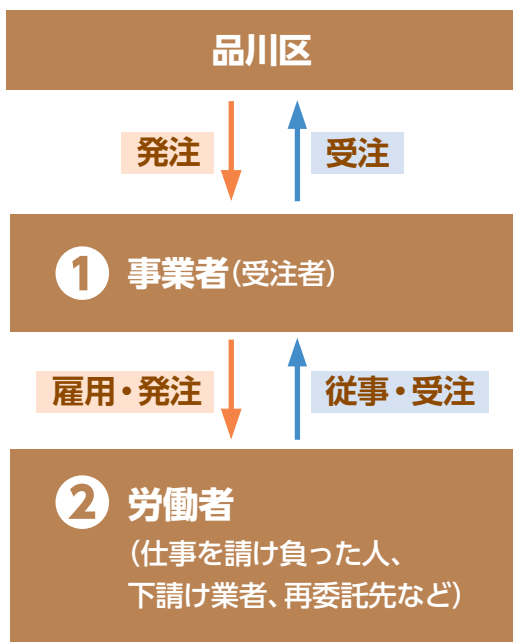 品川区
発注
受注
❶ 事業者(受注者)
雇用・発注
従事・受注
❷ 労働者
(仕事を請け負った人、
下請け業者、再委託先など)